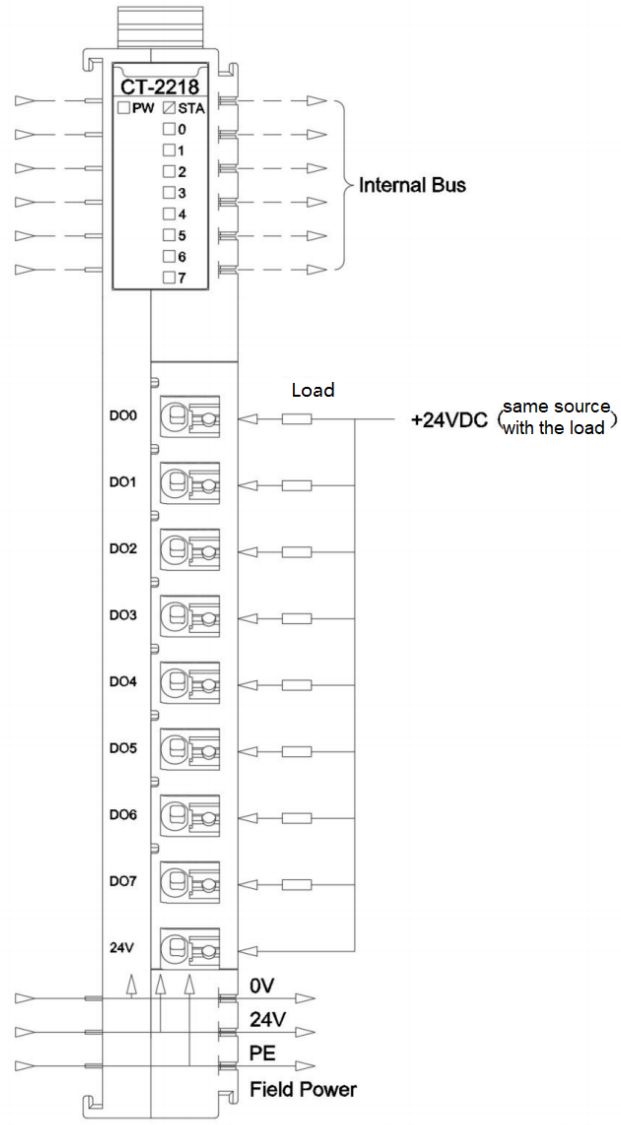 CT-2218
PW STA
0
1
2
3
4
5
6
7
Internal Bus
Load
DO0
+24VDC (same source
with the load)
DO1
DO2
DO3
DO4
DO5
DO6
DO7
24V
0V
24V
PE
Field Power